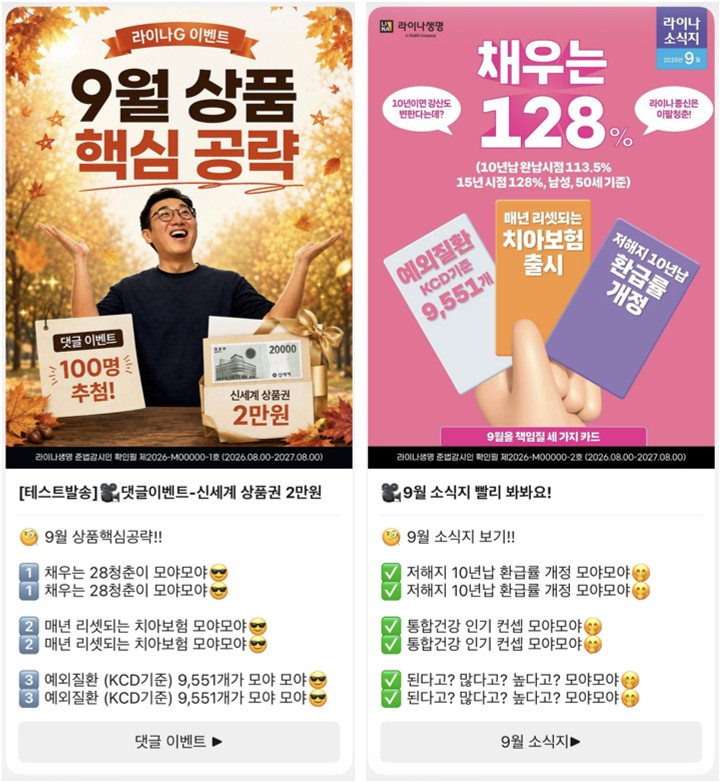 라이나G 이벤트
9월 상품
핵심 공략
댓글 이벤트
100명
추첨!
20000
신세계
신세계 상품권
2만원
라이나생명 준법감시인 확인필 제2026-M00000-1호 (2026.08.00-2027.08.00)
[테스트발송]🎥댓글이벤트-신세계 상품권 2만원
🧐 9월 상품핵심공략!!
1️⃣ 채우는 28청춘이 모야모야😎
1️⃣ 채우는 28청춘이 모야모야😎
2️⃣ 매년 리셋되는 치아보험 모야모야😎
2️⃣ 매년 리셋되는 치아보험 모야모야😎
3️⃣ 예외질환 (KCD기준) 9,551개가 모야 모야😎
3️⃣ 예외질환 (KCD기준) 9,551개가 모야 모야😎
댓글 이벤트 ▶
LINA
라이나생명
라이나
소식지
2026년 9월
채우는
128%
10년이면 강산도
변한다는데?
라이나 종신은
이팔청춘!
(10년납 완납시점 113.5%
15년 시점 128%, 남성, 50세 기준)
예외질환
KCD기준
9,551개
매년 리셋되는
치아보험
출시
저해지 10년납
환급률
개정
9월을 책임질 세 가지 카드
라이나생명 준법감시인 확인필 제2026-M00000-2호 (2026.08.00-2027.08.00)
🎥9월 소식지 빨리 봐봐요!
🧐 9월 소식지 보기!!
✅ 저해지 10년납 환급률 개정 모야모야🤭
✅ 저해지 10년납 환급률 개정 모야모야🤭
✅ 통합건강 인기 컨셉 모야모야🤭
✅ 통합건강 인기 컨셉 모야모야🤭
✅ 된다고? 많다고? 높다고? 모야모야🤭
✅ 된다고? 많다고? 높다고? 모야모야🤭
9월 소식지▶